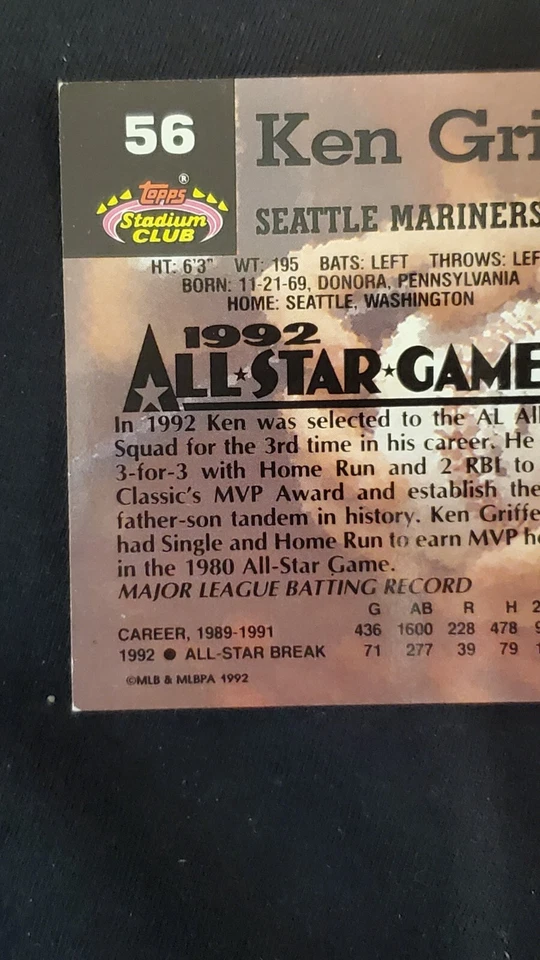 56
Ken Gri
TOPPS®
Stadium
CLUB
SEATTLE MARINERS
HT: 6'3" WT: 195 BATS: LEFT THROWS: LEF
BORN: 11-21-69, DONORA, PENNSYLVANIA
HOME: SEATTLE, WASHINGTON
1992
ALL★STAR★GAME
In 1992 Ken was selected to the AL All
Squad for the 3rd time in his career. He
3-for-3 with Home Run and 2 RBI to
Classic's MVP Award and establish the
father-son tandem in history. Ken Griffe
had Single and Home Run to earn MVP ho
in the 1980 All-Star Game.
MAJOR LEAGUE BATTING RECORD
G AB R H 2
CAREER, 1989-1991 436 1600 228 478 9
1992 ● ALL-STAR BREAK 71 277 39 79 1
©MLB & MLBPA 1992